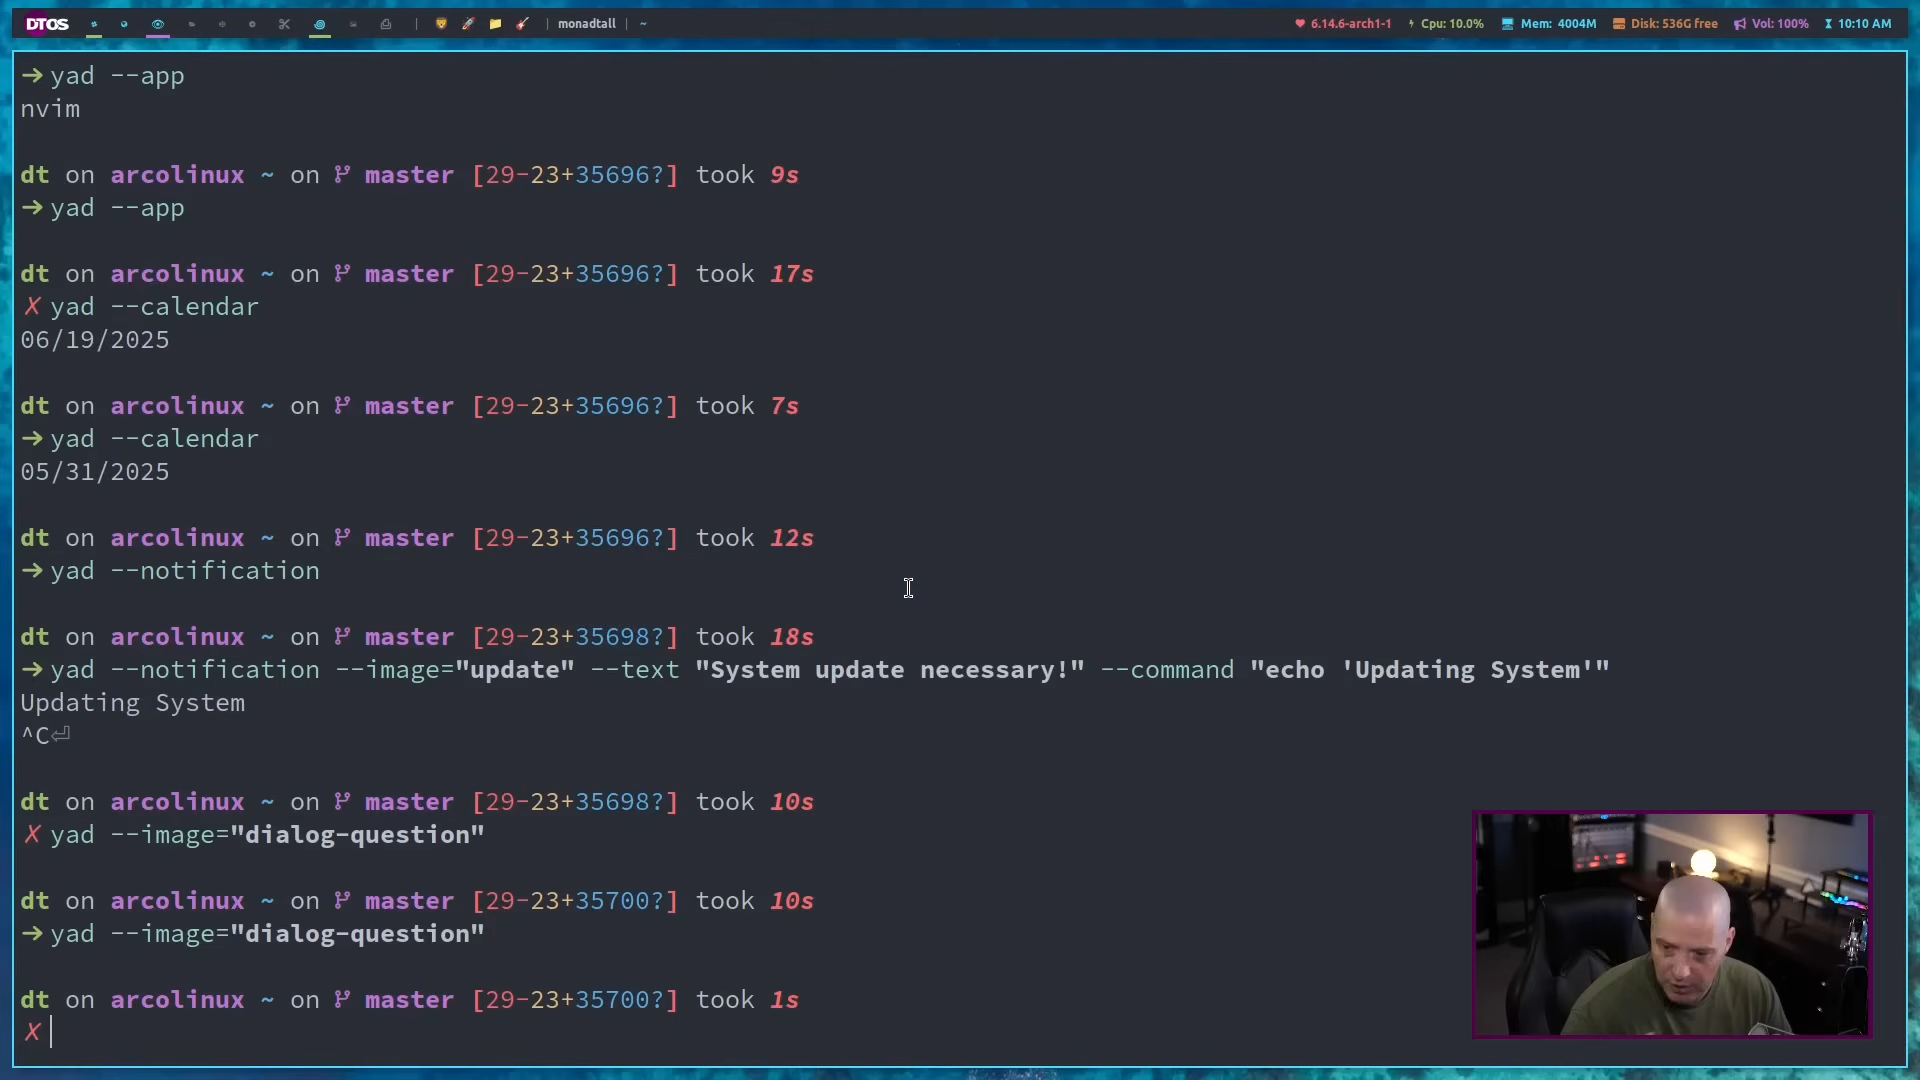 DTOS | monadtall | ~ 6.14.6-arch1-1 Cpu: 10.0% Mem: 4004M Disk: 536G free Vol: 100% 10:10 AM
➜ yad --app
nvim
dt on arcolinux ~ on master [29-23+35696?] took 9s
➜ yad --app
dt on arcolinux ~ on master [29-23+35696?] took 17s
✗ yad --calendar
06/19/2025
dt on arcolinux ~ on master [29-23+35696?] took 7s
➜ yad --calendar
05/31/2025
dt on arcolinux ~ on master [29-23+35696?] took 12s
➜ yad --notification
dt on arcolinux ~ on master [29-23+35698?] took 18s
➜ yad --notification --image="update" --text "System update necessary!" --command "echo 'Updating System'"
Updating System
^C⏎
dt on arcolinux ~ on master [29-23+35698?] took 10s
✗ yad --image="dialog-question"
dt on arcolinux ~ on master [29-23+35700?] took 10s
➜ yad --image="dialog-question"
dt on arcolinux ~ on master [29-23+35700?] took 1s
✗